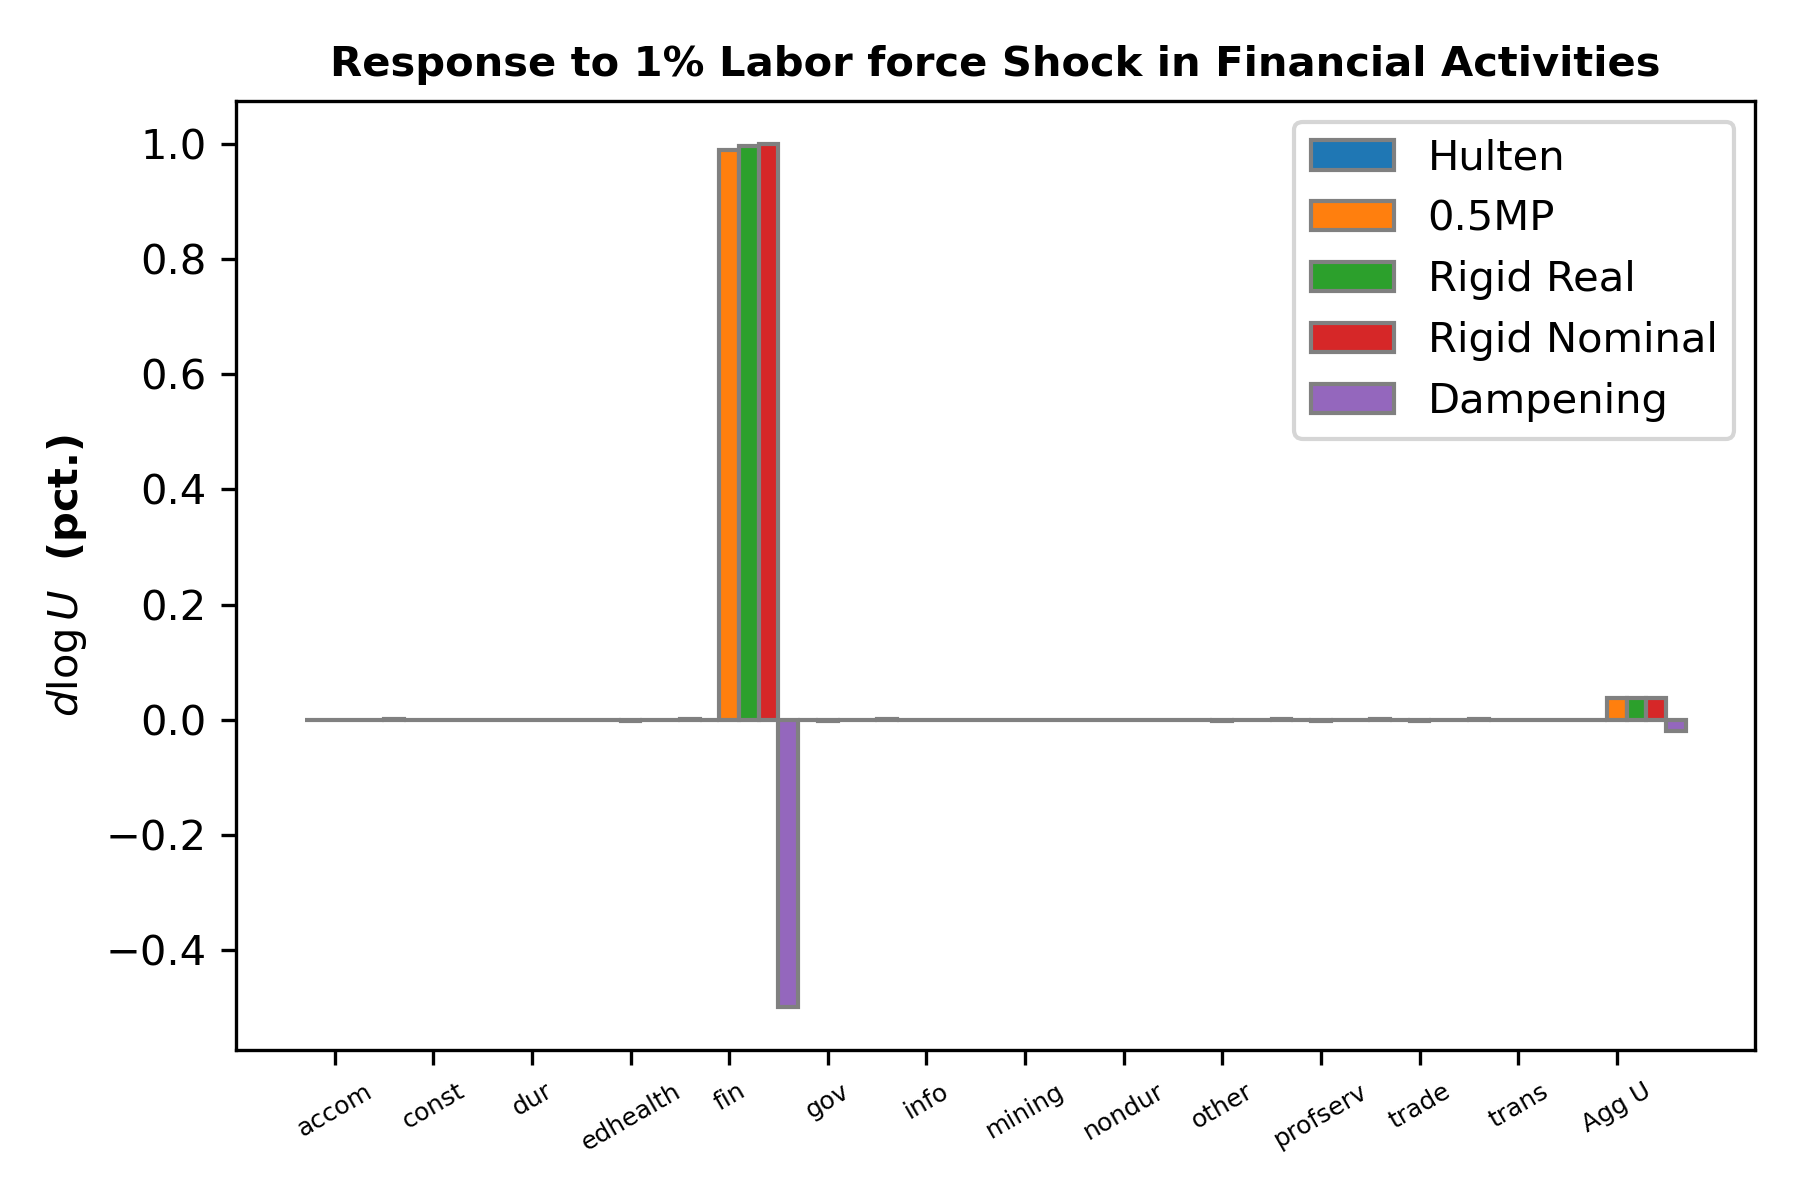 Response to 1% Labor force Shock in Financial Activities
1.0
0.8
0.6
0.4
0.2
0.0
−0.2
−0.4
dlog U (pct.)
Hulten
0.5MP
Rigid Real
Rigid Nominal
Dampening
accom
const
dur
edhealth
fin
gov
info
mining
nondur
other
profserv
trade
trans
Agg U